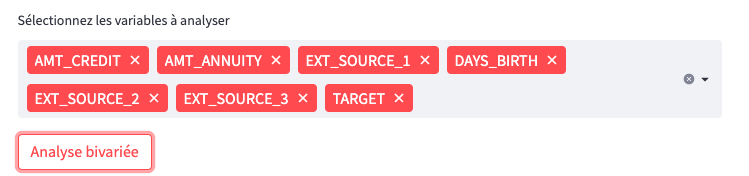 Sélectionnez les variables à analyser
AMT_CREDIT × AMT_ANNUITY × EXT_SOURCE_1 × DAYS_BIRTH ×
EXT_SOURCE_2 × EXT_SOURCE_3 × TARGET ×
Analyse bivariée